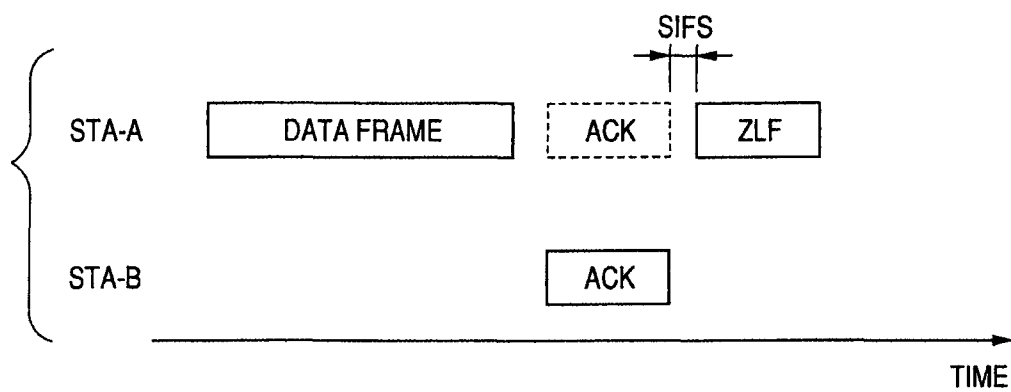 SIFS
STA-A
DATA FRAME
ACK
ZLF
STA-B
ACK
TIME